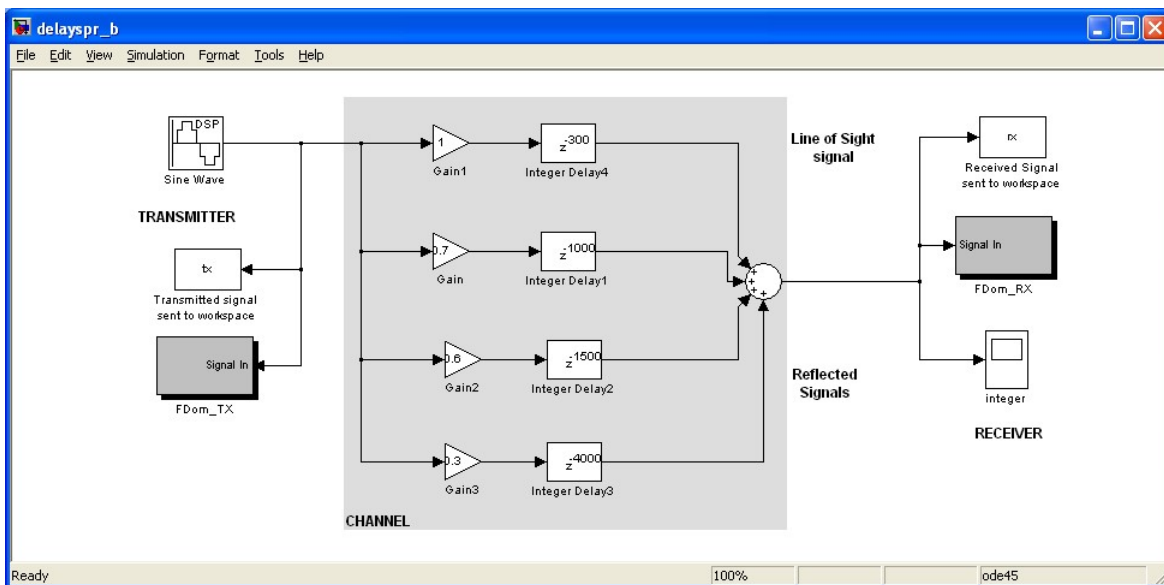 delayspr_b
File Edit View Simulation Format Tools Help
DSP
Sine Wave
TRANSMITTER
tx
Transmitted signal
sent to workspace
Signal In
FDom_TX
1
Gain1
z-300
Integer Delay4
0.7
Gain
z-1000
Integer Delay1
0.6
Gain2
z-1500
Integer Delay2
0.3
Gain3
z-4000
Integer Delay3
CHANNEL
+
+
+
+
Line of Sight
signal
Reflected
Signals
rx
Received Signal
sent to workspace
Signal In
FDom_RX
integer
RECEIVER
Ready 100% ode45